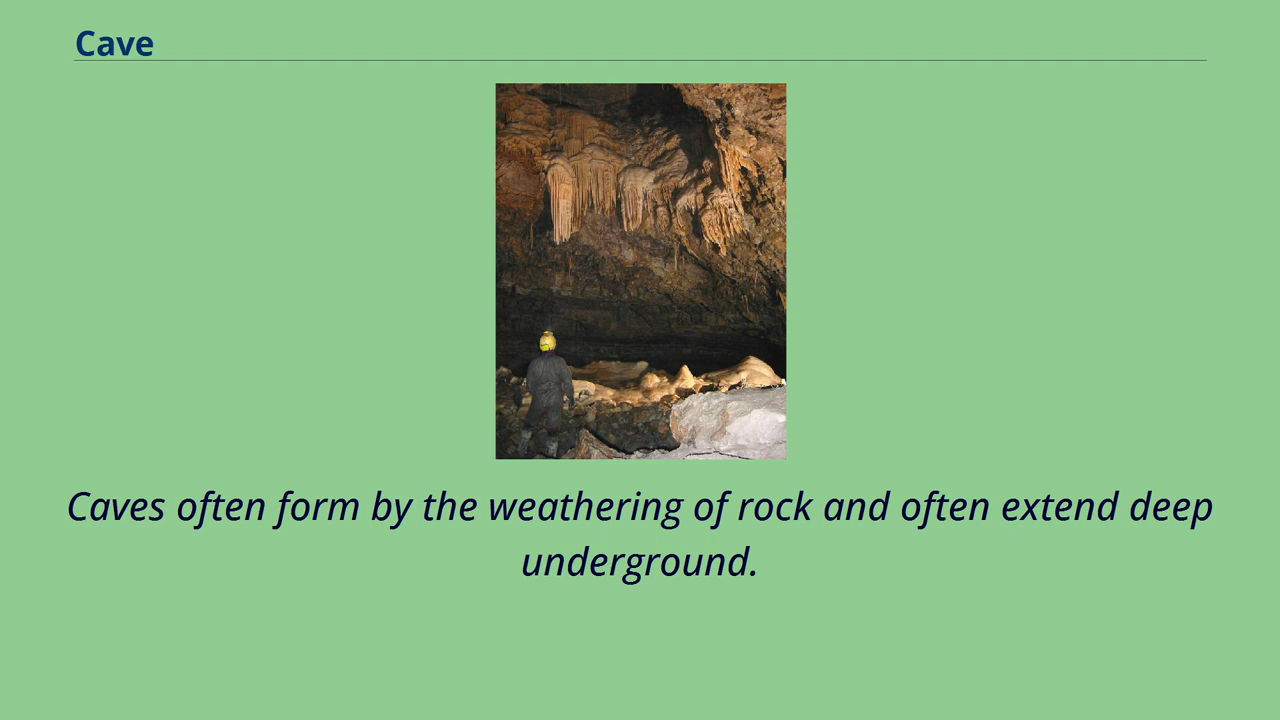 Cave
Caves often form by the weathering of rock and often extend deep
underground.